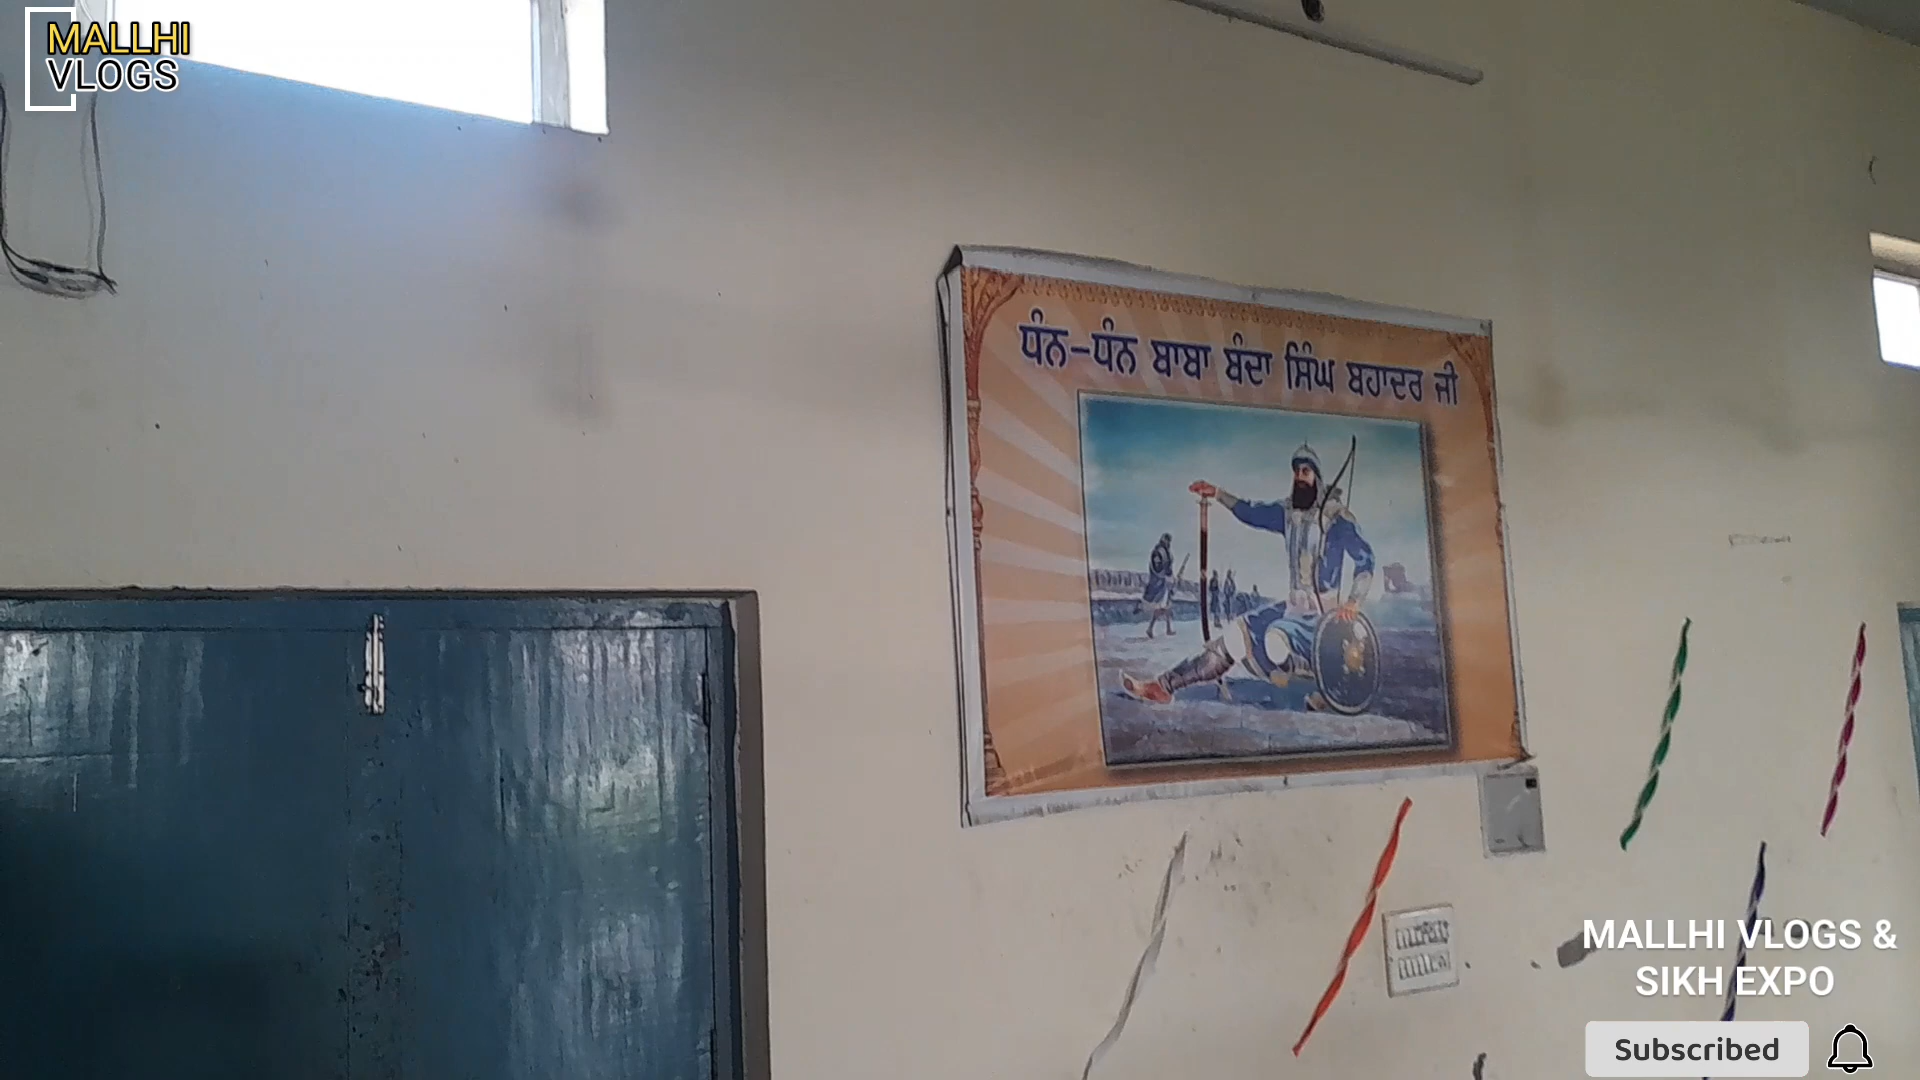 MALLHI
VLOGS
ਧੰਨ-ਧੰਨ ਬਾਬਾ ਬੰਦਾ ਸਿੰਘ ਬਹਾਦਰ ਜੀ
MALLHI VLOGS &
SIKH EXPO
Subscribed